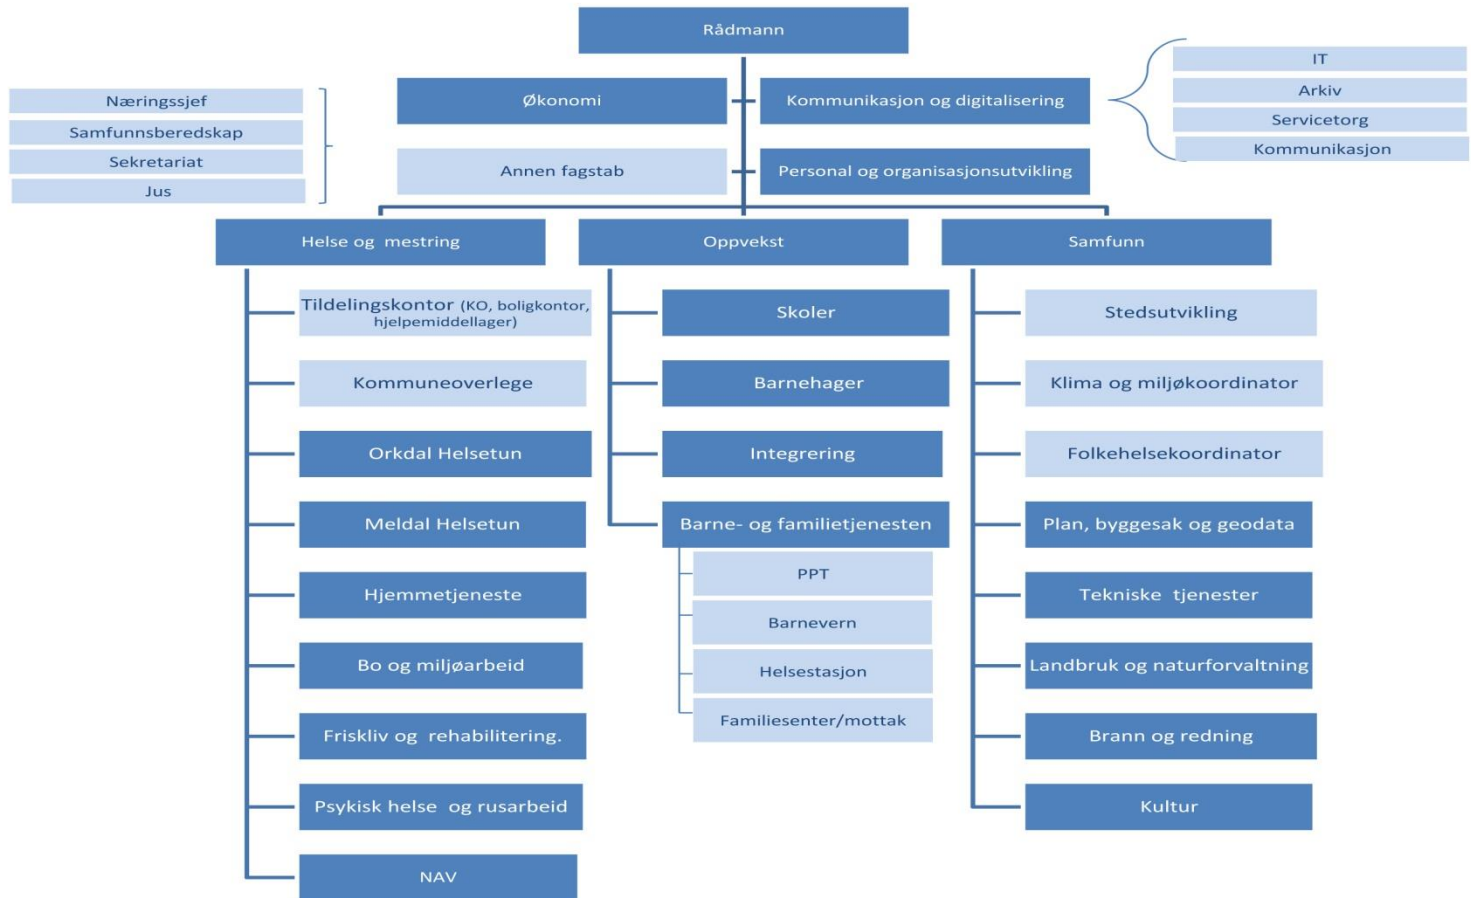 Rådmann
Økonomi
Kommunikasjon og digitalisering
IT
Arkiv
Servicetorg
Kommunikasjon
Næringssjef
Samfunnsberedskap
Sekretariat
Jus
Annen fagstab
Personal og organisasjonsutvikling
Helse og mestring
Tildelingskontor (KO, boligkontor,
hjelpemiddellager)
Kommuneoverlege
Orkdal Helsetun
Meldal Helsetun
Hjemmetjeneste
Bo og miljøarbeid
Friskliv og rehabilitering.
Psykisk helse og rusarbeid
NAV
Oppvekst
Skoler
Barnehager
Integrering
Barne- og familietjenesten
PPT
Barnevern
Helsestasjon
Familiesenter/mottak
Samfunn
Stedsutvikling
Klima og miljøkoordinator
Folkehelsekoordinator
Plan, byggesak og geodata
Tekniske tjenester
Landbruk og naturforvaltning
Brann og redning
Kultur